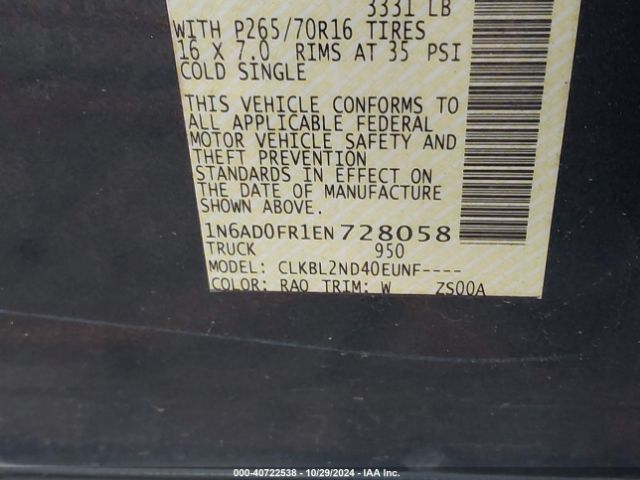 3331 LB
WITH P265/70R16 TIRES
16 X 7.0 RIMS AT 35 PSI
COLD SINGLE
THIS VEHICLE CONFORMS TO
ALL APPLICABLE FEDERAL
MOTOR VEHICLE SAFETY AND
THEFT PREVENTION
STANDARDS IN EFFECT ON
THE DATE OF MANUFACTURE
SHOWN ABOVE.
1N6AD0FR1EN728058
TRUCK 950
MODEL: CLKBL2ND40EUNF----
COLOR: RAO TRIM: W ZS00A
000-40722538 - 10/29/2024 - IAA Inc.